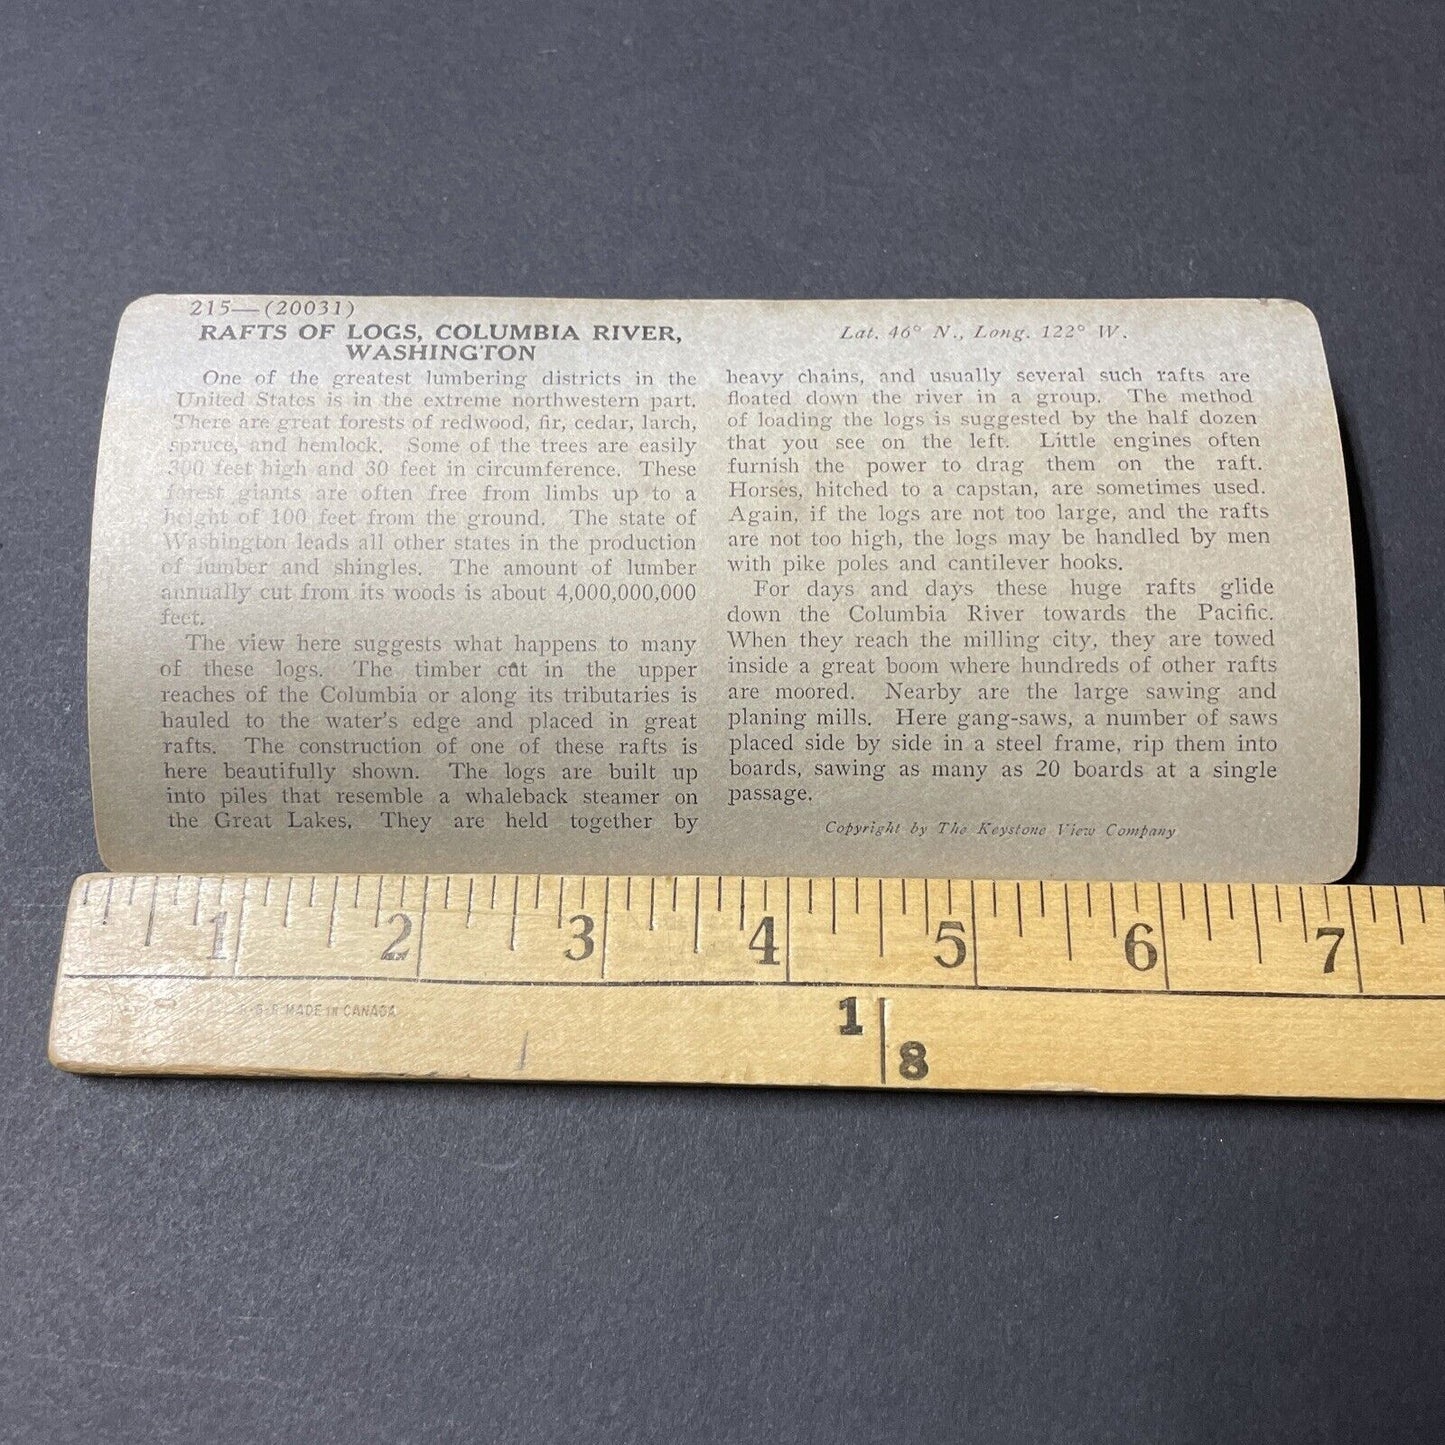 215—(20031)
RAFTS OF LOGS, COLUMBIA RIVER,
WASHINGTON
One of the greatest lumbering districts in the
United States is in the extreme northwestern part.
There are great forests of redwood, fir, cedar, larch,
spruce, and hemlock. Some of the trees are easily
300 feet high and 30 feet in circumference. These
forest giants are often free from limbs up to a
height of 100 feet from the ground. The state of
Washington leads all other states in the production
of lumber and shingles. The amount of lumber
annually cut from its woods is about 4,000,000,000
feet.
The view here suggests what happens to many
of these logs. The timber cut in the upper
reaches of the Columbia or along its tributaries is
hauled to the water's edge and placed in great
rafts. The construction of one of these rafts is
here beautifully shown. The logs are built up
into piles that resemble a whaleback steamer on
the Great Lakes. They are held together by
Lat. 46° N., Long. 122° W.
heavy chains, and usually several such rafts are
floated down the river in a group. The method
of loading the logs is suggested by the half dozen
that you see on the left. Little engines often
furnish the power to drag them on the raft.
Horses, hitched to a capstan, are sometimes used.
Again, if the logs are not too large, and the rafts
are not too high, the logs may be handled by men
with pike poles and cantilever hooks.
For days and days these huge rafts glide
down the Columbia River towards the Pacific.
When they reach the milling city, they are towed
inside a great boom where hundreds of other rafts
are moored. Nearby are the large sawing and
planing mills. Here gang-saws, a number of saws
placed side by side in a steel frame, rip them into
boards, sawing as many as 20 boards at a single
passage.
Copyright by The Keystone View Company
1 2 3 4 5 6 7
MADE IN CANADA
1
8